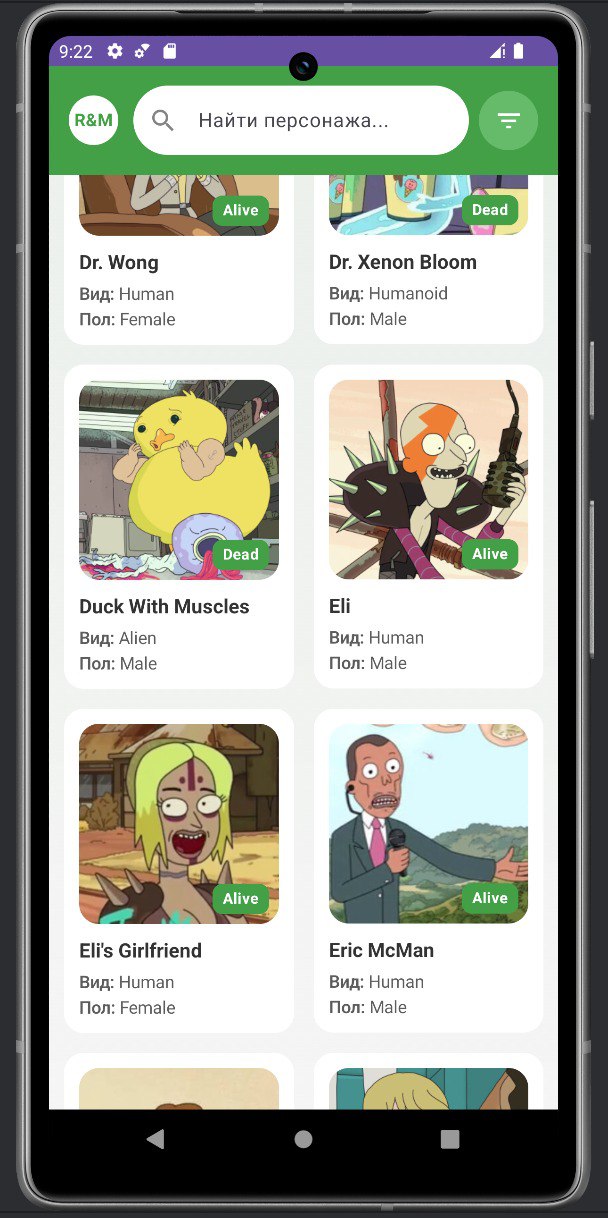 9:22
R&M
Найти персонажа...
Alive
Dead
Dr. Wong
Dr. Xenon Bloom
Вид: Human
Вид: Humanoid
Пол: Female
Пол: Male
Dead
Alive
Duck With Muscles
Eli
Вид: Alien
Вид: Human
Пол: Male
Пол: Male
Alive
Alive
Eli's Girlfriend
Eric McMan
Вид: Human
Вид: Human
Пол: Female
Пол: Male